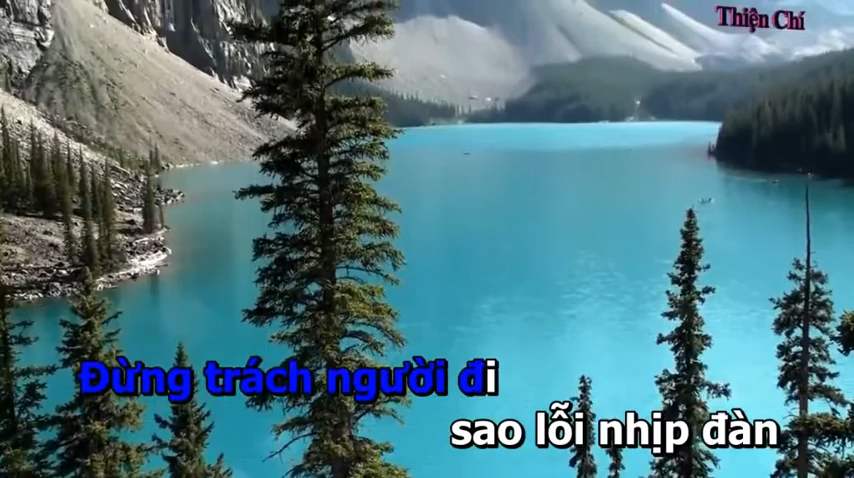 Thiện Chí
Đừng trách người đi
sao lỗi nhịp đàn